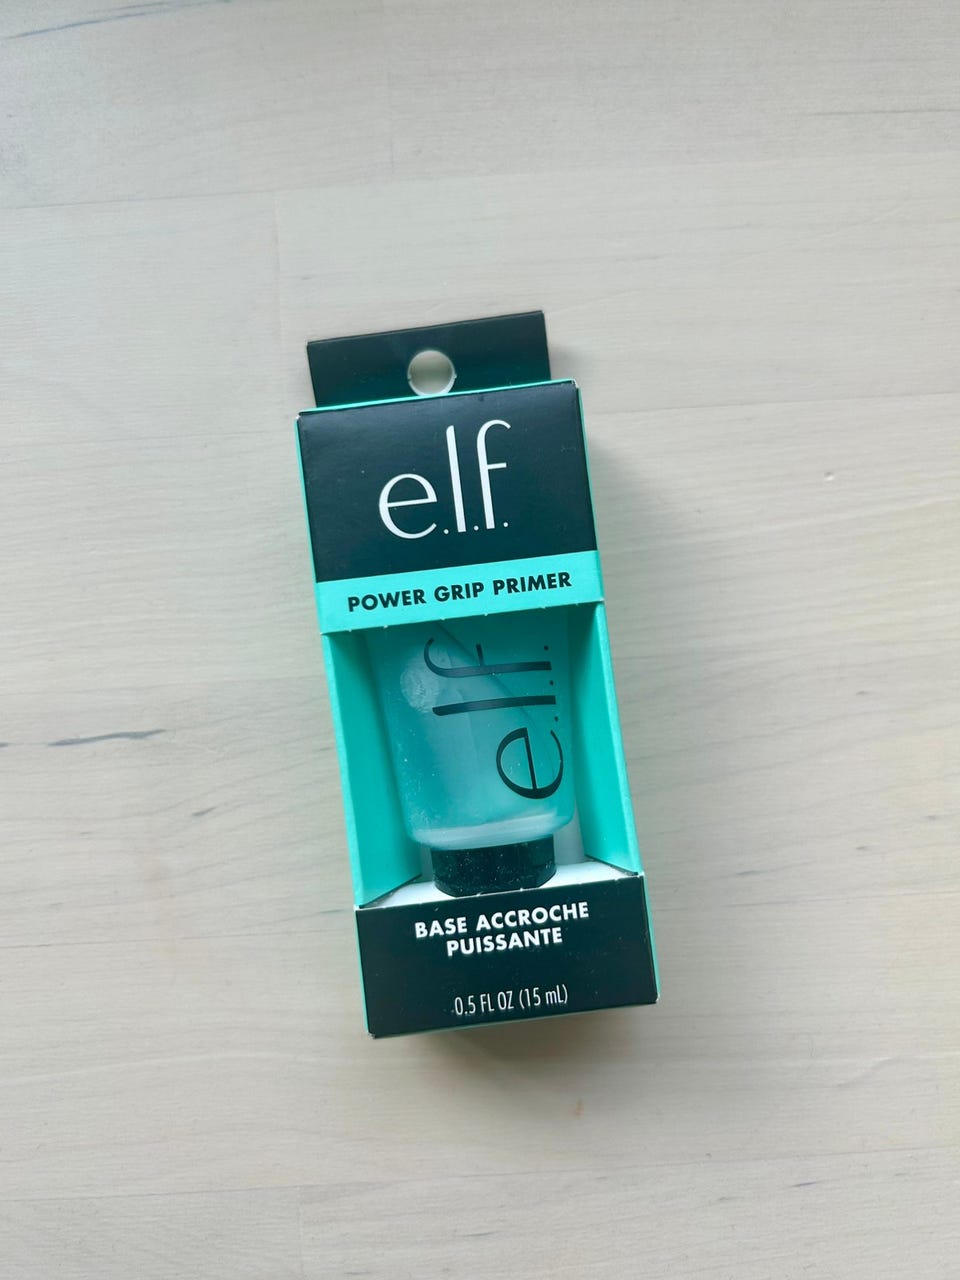 e.l.f.
POWER GRIP PRIMER
e.l.f.
BASE ACCROCHE
PUISSANTE
0.5 FL OZ (15 mL)